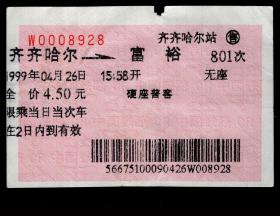 W0008928 齐齐哈尔站 售
齐齐哈尔 富裕 801次
1999年04月26日 15:58开 无座
全 价4.50元 硬座普客
限乘当日当次车
在2日内到有效
56675100090426W008928